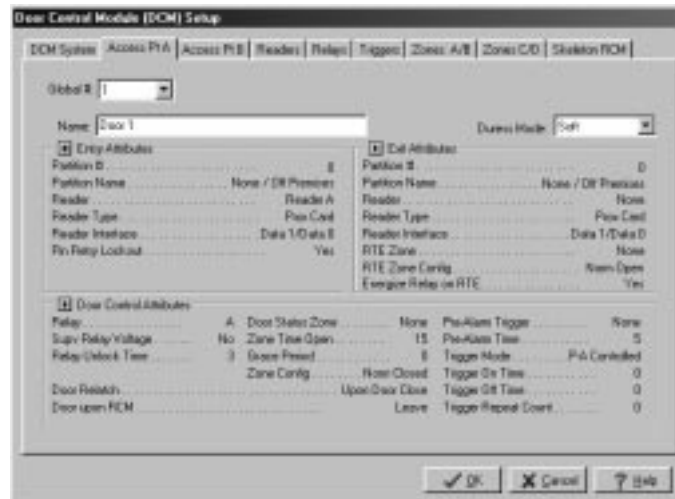 Door Control Module (DCM) Setup
DCM System Access Pt A Access Pt B Readers Relays Triggers Zones A/B Zones C/D Skeleton RCM
Global #: 1
Name: Door 1 Duress Mode: Soft
Entry Attributes
Partition # 0
Partition Name None / Off Premises
Reader Reader A
Reader Type Prox Card
Reader Interface Data 1/Data 0
Pin Retry Lockout Yes
Exit Attributes
Partition # 0
Partition Name None / Off Premises
Reader None
Reader Type Prox Card
Reader Interface Data 1/Data 0
RTE Zone None
RTE Zone Config Norm Open
Energize Relay on RTE Yes
Door Control Attributes
Relay A Door Status Zone None Pre-Alarm Trigger None
Supv Relay Voltage No Zone Time Open 15 Pre-Alarm Time 5
Relay Unlock Time 3 Grace Period 0 Trigger Mode P-A Controlled
Zone Config Norm Closed Trigger On Time 0
Door Relatch Upon Door Close Trigger Off Time 0
Door upon RCM Leave Trigger Repeat Count 0
OK Cancel Help